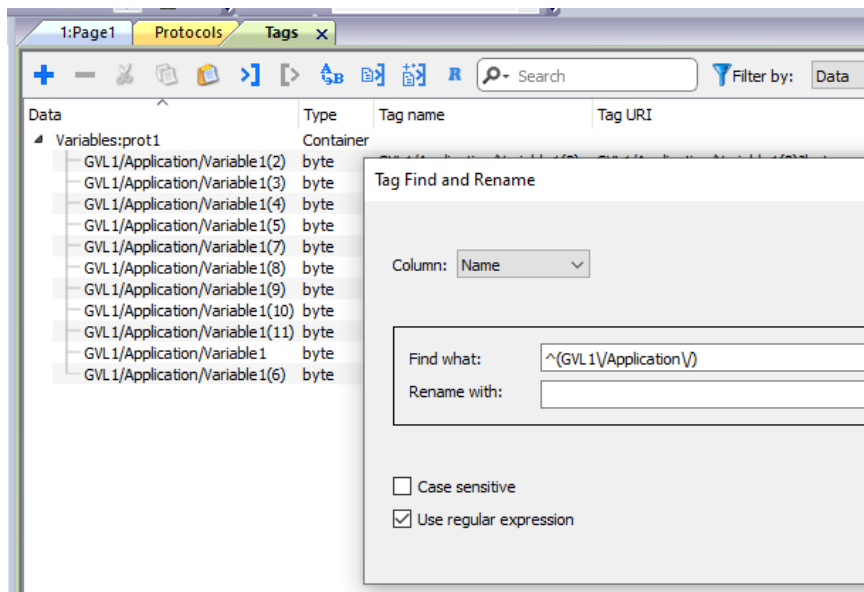 1:Page1 Protocols Tags
R Search Filter by: Data
Data Type Tag name Tag URI
Variables:prot1 Container
GVL1/Application/Variable1(2) byte
GVL1/Application/Variable1(3) byte
GVL1/Application/Variable1(4) byte
GVL1/Application/Variable1(5) byte
GVL1/Application/Variable1(7) byte
GVL1/Application/Variable1(8) byte
GVL1/Application/Variable1(9) byte
GVL1/Application/Variable1(10) byte
GVL1/Application/Variable1(11) byte
GVL1/Application/Variable1 byte
GVL1/Application/Variable1(6) byte
Tag Find and Rename
Column: Name
Find what: ^(GVL1\/Application\/)
Rename with:
Case sensitive
Use regular expression